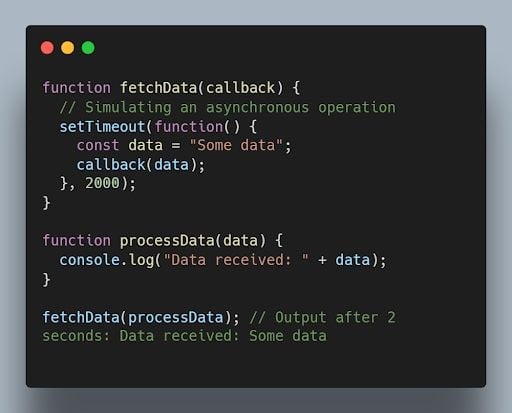 function fetchData(callback) {
  // Simulating an asynchronous operation
  setTimeout(function() {
    const data = "Some data";
    callback(data);
  }, 2000);
}

function processData(data) {
  console.log("Data received: " + data);
}

fetchData(processData); // Output after 2
seconds: Data received: Some data